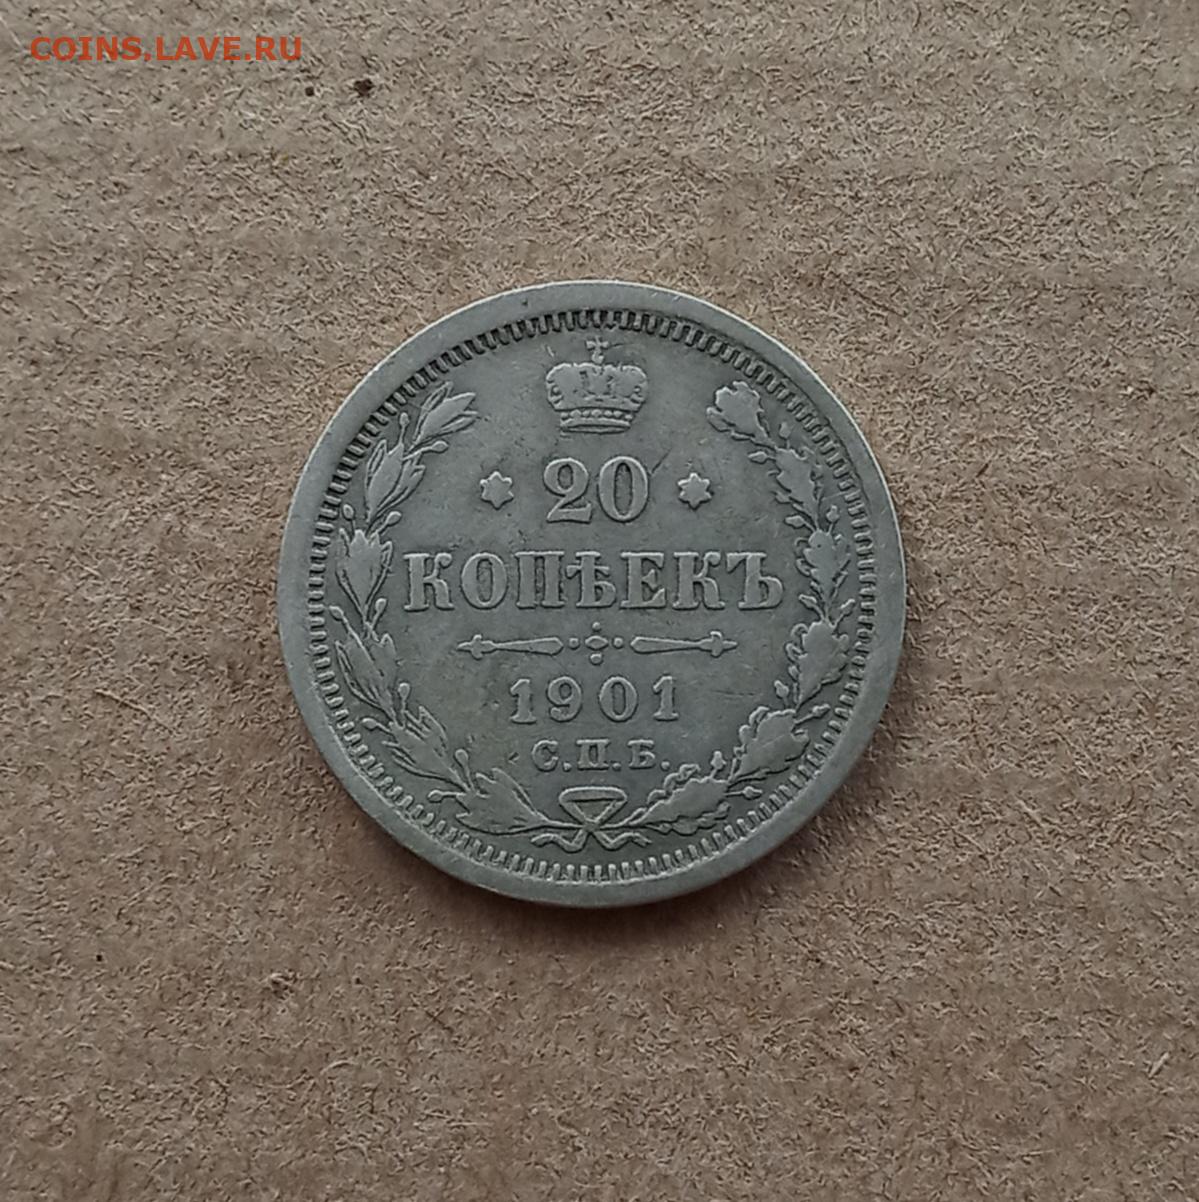 COINS.LAVE.RU
20
КОПѢЕКЪ
1901
С.П.Б.